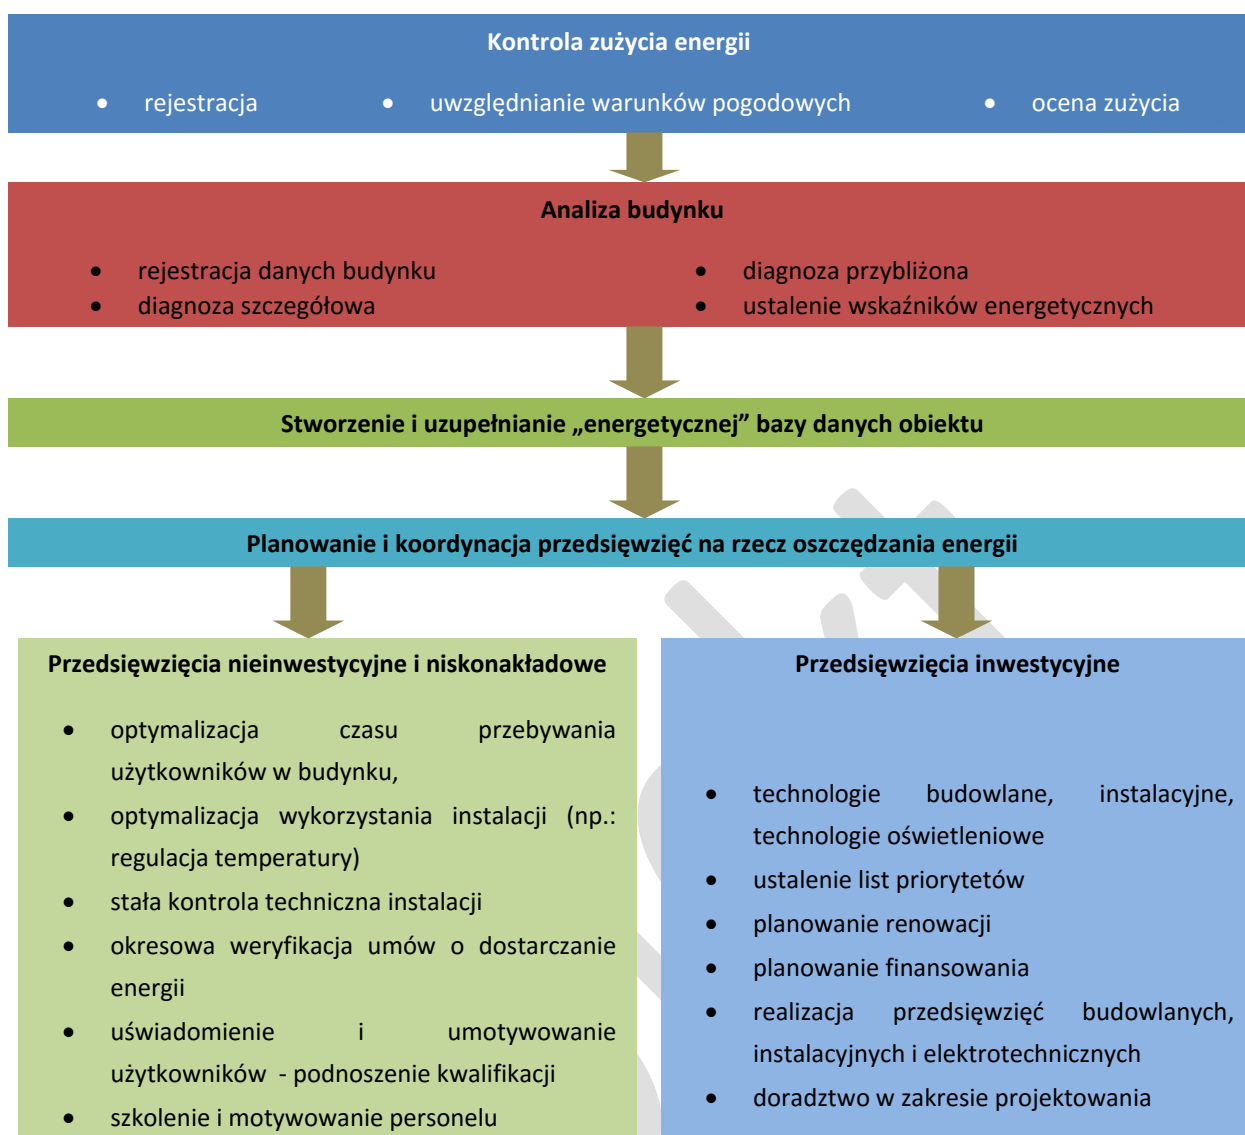 Kontrola zużycia energii
• rejestracja • uwzględnianie warunków pogodowych • ocena zużycia
Analiza budynku
• rejestracja danych budynku • diagnoza przybliżona
• diagnoza szczegółowa • ustalenie wskaźników energetycznych
Stworzenie i uzupełnianie „energetycznej” bazy danych obiektu
Planowanie i koordynacja przedsięwzięć na rzecz oszczędzania energii
Przedsięwzięcia nieinwestycyjne i niskonakładowe
• optymalizacja czasu przebywania
użytkowników w budynku,
• optymalizacja wykorzystania instalacji (np.:
regulacja temperatury)
• stała kontrola techniczna instalacji
• okresowa weryfikacja umów o dostarczanie
energii
• uświadomienie i umotywowanie
użytkowników - podnoszenie kwalifikacji
• szkolenie i motywowanie personelu
Przedsięwzięcia inwestycyjne
• technologie budowlane, instalacyjne,
technologie oświetleniowe
• ustalenie list priorytetów
• planowanie renowacji
• planowanie finansowania
• realizacja przedsięwzięć budowlanych,
instalacyjnych i elektrotechnicznych
• doradztwo w zakresie projektowania